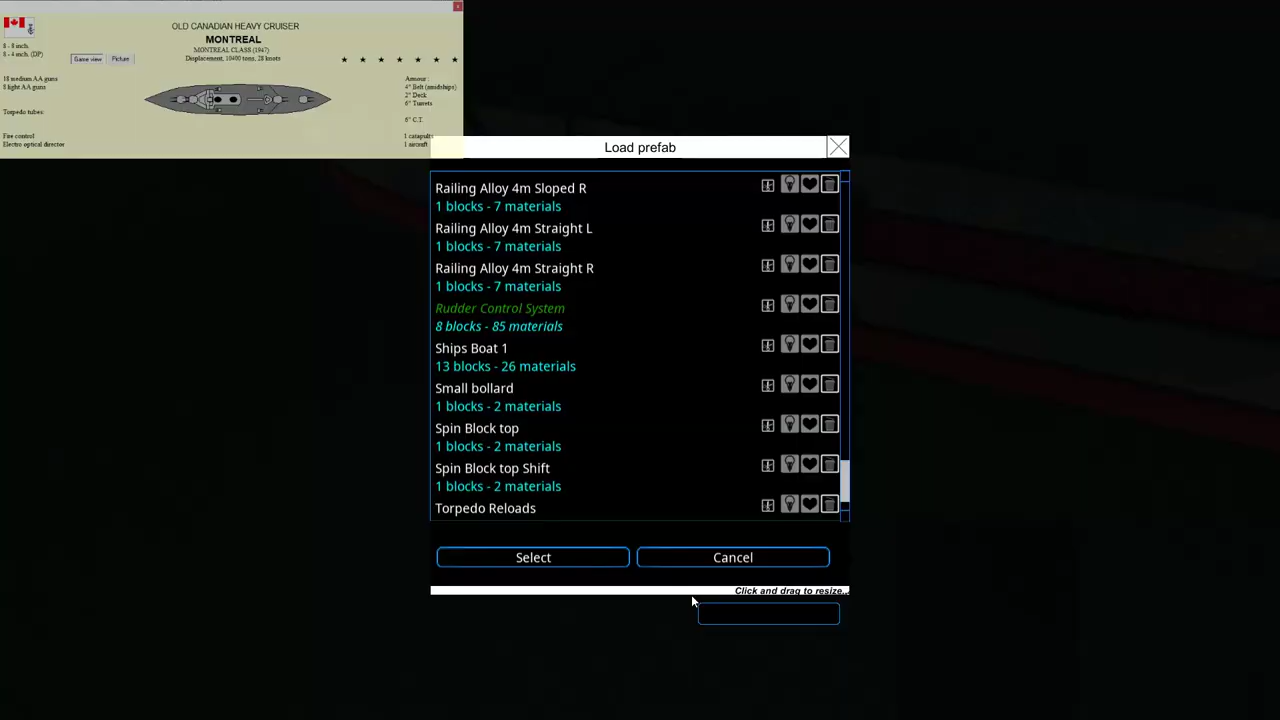 OLD CANADIAN HEAVY CRUISER
MONTREAL
MONTREAL CLASS (1947)
Displacement, 10400 tons, 28 knots
8 - 8 inch.
8 - 4 inch. (DP)
Game view
Picture
★ ★ ★ ★ ★ ★ ★
18 medium AA guns
8 light AA guns
Torpedo tubes:
Fire control
Electro optical director
Armour :
4" Belt (amidships)
2" Deck
6" Turrets
6" C.T.
1 catapults
1 aircraft
Load prefab
Railing Alloy 4m Sloped R
1 blocks - 7 materials
Railing Alloy 4m Straight L
1 blocks - 7 materials
Railing Alloy 4m Straight R
1 blocks - 7 materials
Rudder Control System
8 blocks - 85 materials
Ships Boat 1
13 blocks - 26 materials
Small bollard
1 blocks - 2 materials
Spin Block top
1 blocks - 2 materials
Spin Block top Shift
1 blocks - 2 materials
Torpedo Reloads
Select
Cancel
Click and drag to resize...